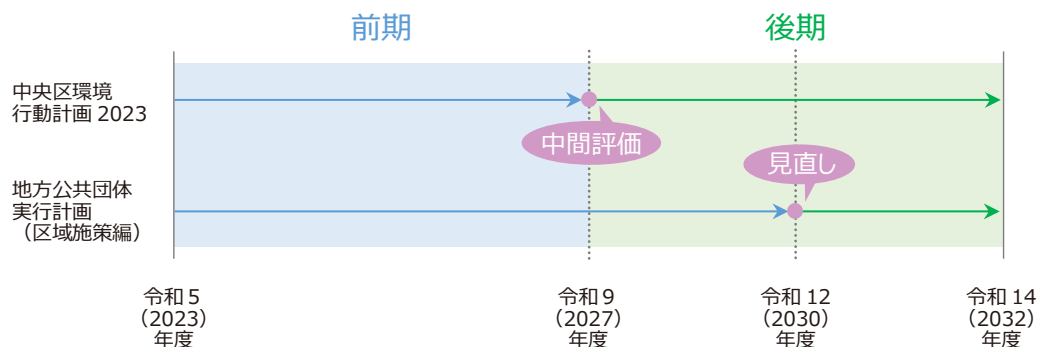 前期
後期
中央区環境
行動計画 2023
中間評価
見直し
地方公共団体
実行計画
（区域施策編）
令和 5
（2023）
年度
令和 9
（2027）
年度
令和 12
（2030）
年度
令和 14
（2032）
年度